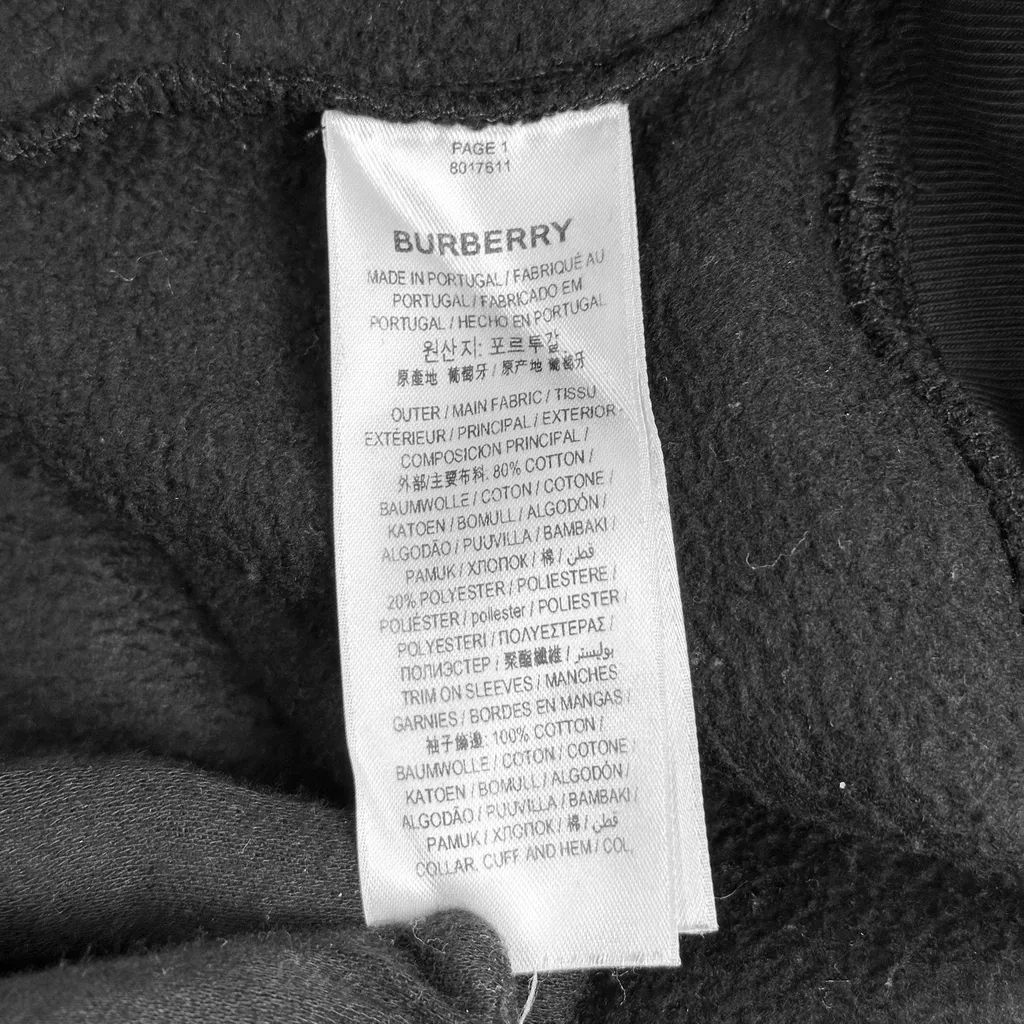 PAGE 1
8017611
BURBERRY
MADE IN PORTUGAL / FABRIQUÉ AU
PORTUGAL / FABRICADO EM
PORTUGAL / HECHO EN PORTUGAL
원산지: 포르투갈
原產地 葡萄牙 / 原产地 葡萄牙
OUTER / MAIN FABRIC / TISSU
EXTÉRIEUR / PRINCIPAL / EXTERIOR -
COMPOSICION PRINCIPAL /
外部/主要布料: 80% COTTON /
BAUMWOLLE / COTON / COTONE /
KATOEN / BOMULL / ALGODÓN /
ALGODÃO / PUUVILLA / BAMBAKI /
PAMUK / ХЛОПОК / 棉 / قطن
20% POLYESTER / POLIESTERE /
POLIÉSTER / poliester / POLIESTER /
POLYESTERI / ΠΟΛΥΕΣΤΕΡΑΣ /
ПОЛИЭСТЕР / 聚酯纖維 / بوليستر
TRIM ON SLEEVES / MANCHES
GARNIES / BORDES EN MANGAS /
袖子飾邊: 100% COTTON /
BAUMWOLLE / COTON / COTONE /
KATOEN / BOMULL / ALGODÓN /
ALGODÃO / PUUVILLA / BAMBAKI /
PAMUK / ХЛОПОК / 棉 / قطن
COLLAR, CUFF AND HEM / COL,